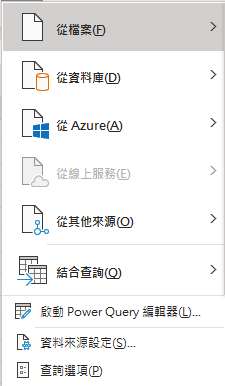 從檔案(F)
從資料庫(D)
從 Azure(A)
從線上服務(E)
從其他來源(O)
結合查詢(Q)
啟動 Power Query 編輯器(L)...
資料來源設定(S)...
查詢選項(P)